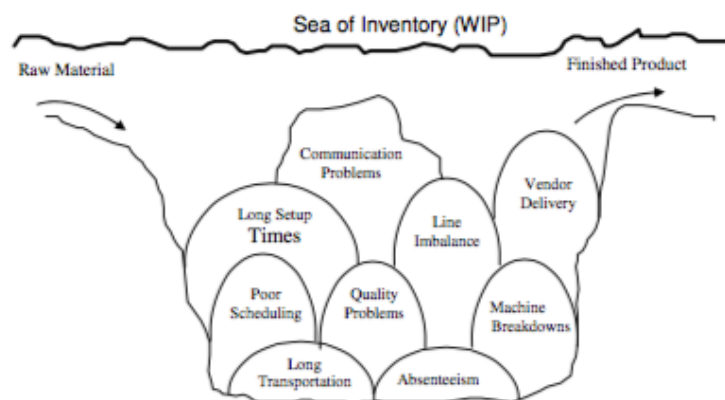 Sea of Inventory (WIP)
Raw Material
Finished Product
Communication
Problems
Vendor
Delivery
Long Setup
Times
Line
Imbalance
Poor
Scheduling
Quality
Problems
Machine
Breakdowns
Long
Transportation
Absenteeism